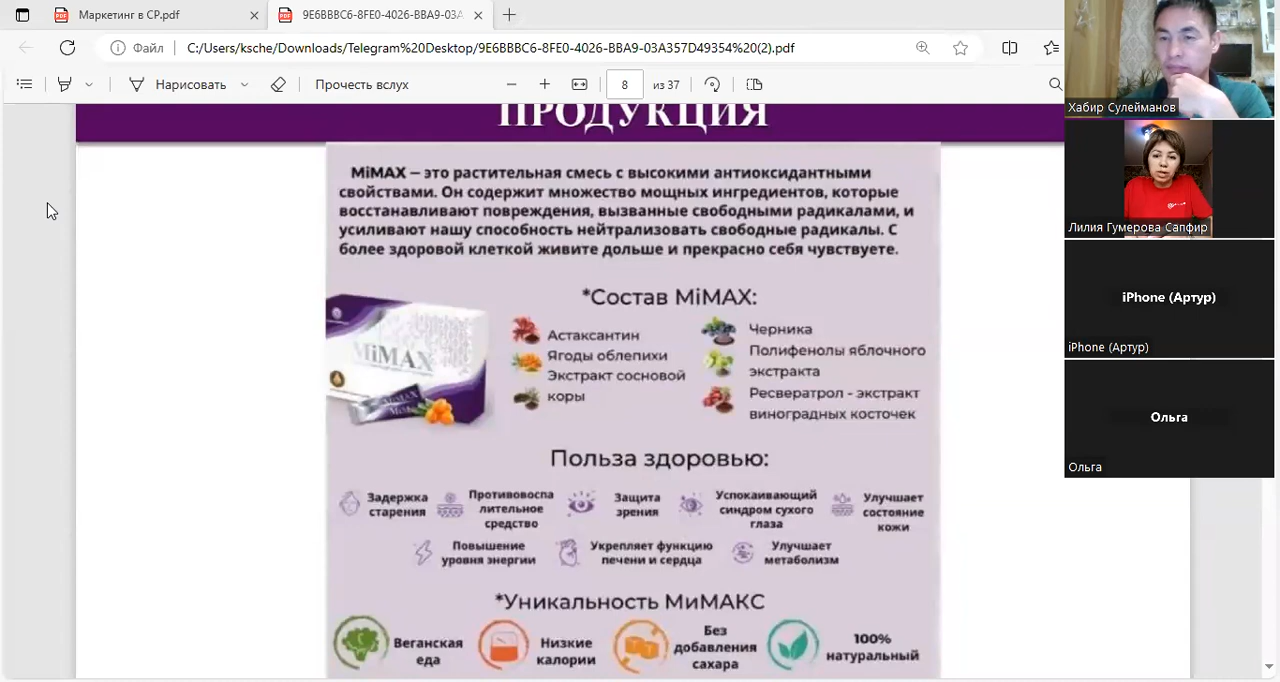 Маркетинг в СР.pdf
9E6BBBC6-8FE0-4026-BBA9-03A
Файл
C:/Users/ksche/Downloads/Telegram%20Desktop/9E6BBBC6-8FE0-4026-BBA9-03A357D49354%20(2).pdf
Нарисовать
Прочесть вслух
8
из 37
ПРОДУКЦИЯ
MiMAX – это растительная смесь с высокими антиоксидантными
свойствами. Он содержит множество мощных ингредиентов, которые
восстанавливают повреждения, вызванные свободными радикалами, и
усиливают нашу способность нейтрализовать свободные радикалы. С
более здоровой клеткой живите дольше и прекрасно себя чувствуете.
*Состав MiMAX:
MiMAX
Астаксантин
Ягоды облепихи
Экстракт сосновой
коры
Черника
Полифенолы яблочного
экстракта
Ресвератрол - экстракт
виноградных косточек
Польза здоровью:
Задержка
старения
Противовоспа
лительное
средство
Защита
зрения
Успокаивающий
синдром сухого
глаза
Улучшает
состояние
кожи
Повышение
уровня энергии
Укрепляет функцию
печени и сердца
Улучшает
метаболизм
*Уникальность МиМАКС
Веганская
еда
Низкие
калории
Без
добавления
сахара
100%
натуральный
Хабир Сулейманов
Лилия Гумерова Сапфир
iPhone (Артур)
iPhone (Артур)
Ольга
Ольга